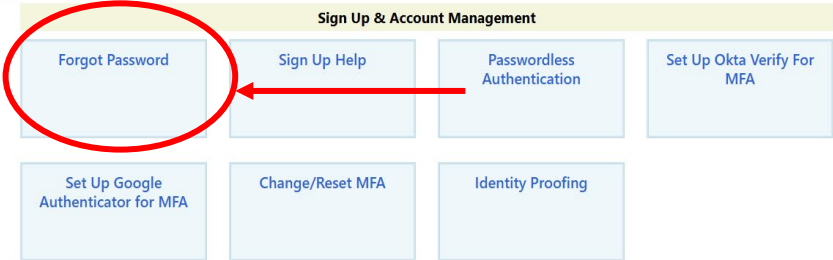 Sign Up & Account Management
Forgot Password
Sign Up Help
Passwordless
Authentication
Set Up Okta Verify For
MFA
Set Up Google
Authenticator for MFA
Change/Reset MFA
Identity Proofing